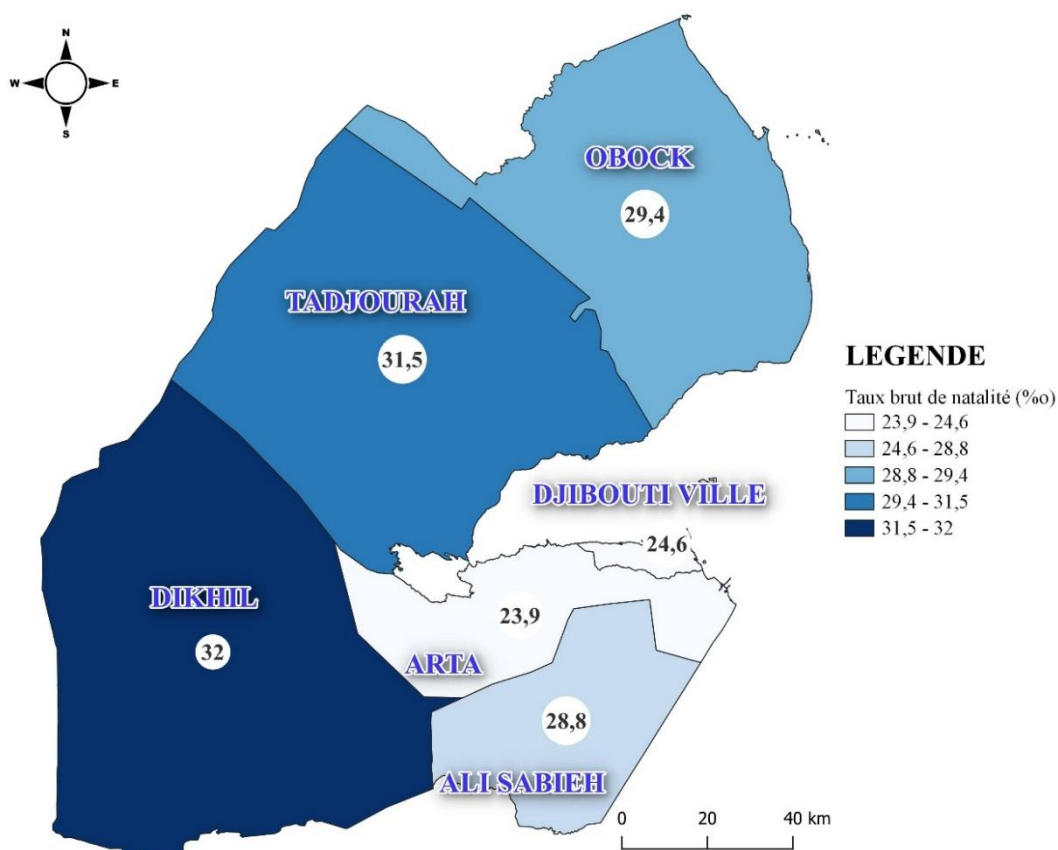 N
W E
S
OBOCK
29,4
TADJOURAH
31,5
LEGENDE
Taux brut de natalité (%o)
23,9 - 24,6
24,6 - 28,8
28,8 - 29,4
29,4 - 31,5
31,5 - 32
DJIBOUTI VILLE
24,6
DIKHIL
32
23,9
ARTA
28,8
ALI SABIEH
0 20 40 km